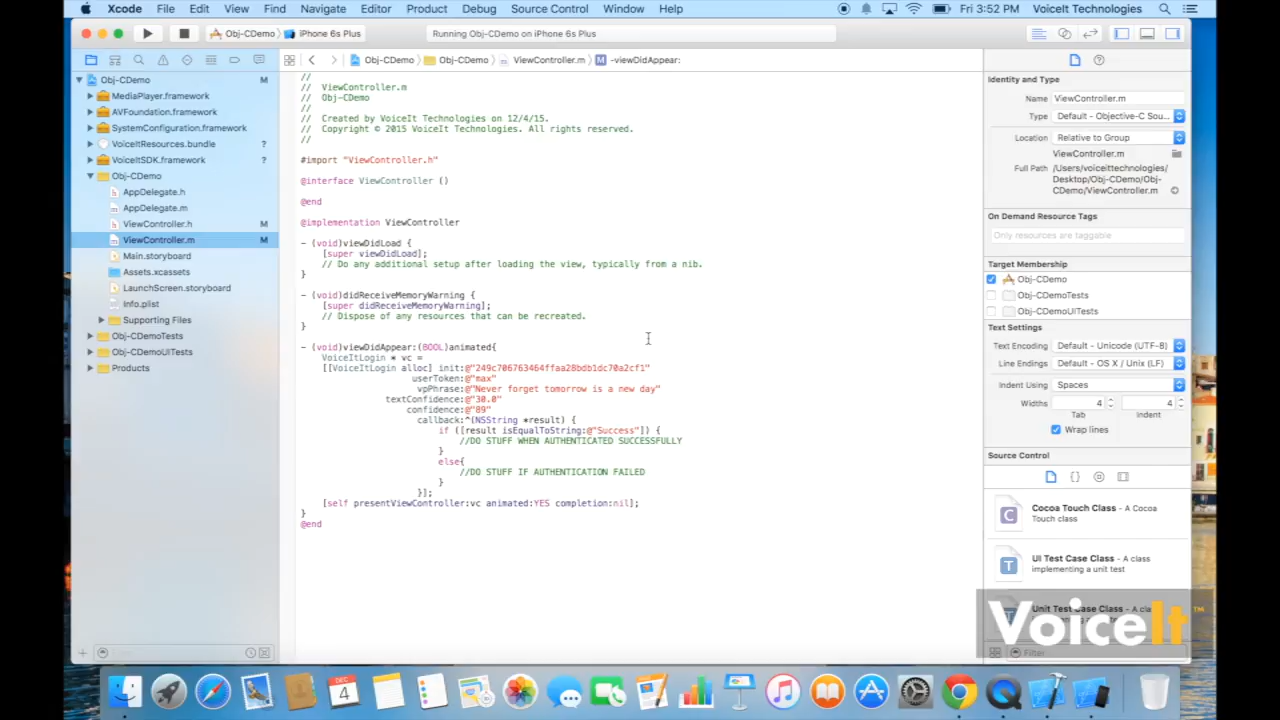 Xcode File Edit View Find Navigate Editor Product Debug Source Control Window Help Fri 3:52 PM VoiceIt Technologies
Obj-CDemo iPhone 6s Plus Running Obj-CDemo on iPhone 6s Plus
Obj-CDemo M
MediaPlayer.framework
AVFoundation.framework
SystemConfiguration.framework
VoiceItResources.bundle ?
VoiceItSDK.framework ?
Obj-CDemo
AppDelegate.h
AppDelegate.m
ViewController.h M
ViewController.m M
Main.storyboard
Assets.xcassets
LaunchScreen.storyboard
Info.plist
Supporting Files
Obj-CDemoTests
Obj-CDemoUITests
Products
Obj-CDemo Obj-CDemo ViewController.m M -viewDidAppear:
//
// ViewController.m
// Obj-CDemo
//
// Created by VoiceIt Technologies on 12/4/15.
// Copyright © 2015 VoiceIt Technologies. All rights reserved.
//
#import "ViewController.h"
@interface ViewController ()
@end
@implementation ViewController
- (void)viewDidLoad {
[super viewDidLoad];
// Do any additional setup after loading the view, typically from a nib.
}
- (void)didReceiveMemoryWarning {
[super didReceiveMemoryWarning];
// Dispose of any resources that can be recreated.
}
- (void)viewDidAppear:(BOOL)animated{
VoiceItLogin * vc =
[[VoiceItLogin alloc] init:@"249c706763464ffaa28bdb1dc70a2cf1"
userToken:@"max"
vpPhrase:@"Never forget tomorrow is a new day"
textConfidence:@"30.0"
confidence:@"89"
callback:^(NSString *result) {
if ([result isEqualToString:@"Success"]) {
//DO STUFF WHEN AUTHENTICATED SUCCESSFULLY
}
else{
//DO STUFF IF AUTHENTICATION FAILED
}
}];
[self presentViewController:vc animated:YES completion:nil];
}
@end
Identity and Type
Name ViewController.m
Type Default - Objective-C Sou...
Location Relative to Group
ViewController.m
Full Path /Users/voiceittechnologies/
Desktop/Obj-CDemo/Obj-
CDemo/ViewController.m
On Demand Resource Tags
Only resources are taggable
Target Membership
Obj-CDemo
Obj-CDemoTests
Obj-CDemoUITests
Text Settings
Text Encoding Default - Unicode (UTF-8)
Line Endings Default - OS X / Unix (LF)
Indent Using Spaces
Widths 4 4
Tab Indent
Wrap lines
Source Control
C Cocoa Touch Class - A Cocoa
Touch class
T UI Test Case Class - A class
implementing a unit test
Unit Test Case Class - A class
VoiceIt™
Filter
DEC
4